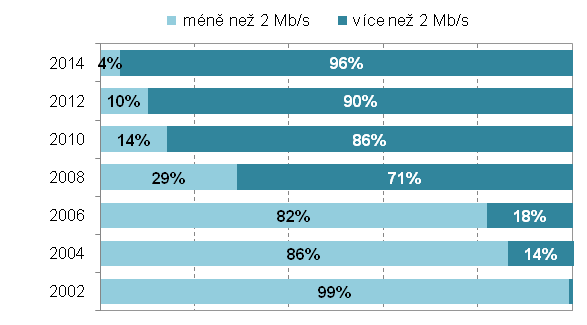 méně než 2 Mb/s více než 2 Mb/s
2014 4% 96%
2012 10% 90%
2010 14% 86%
2008 29% 71%
2006 82% 18%
2004 86% 14%
2002 99%